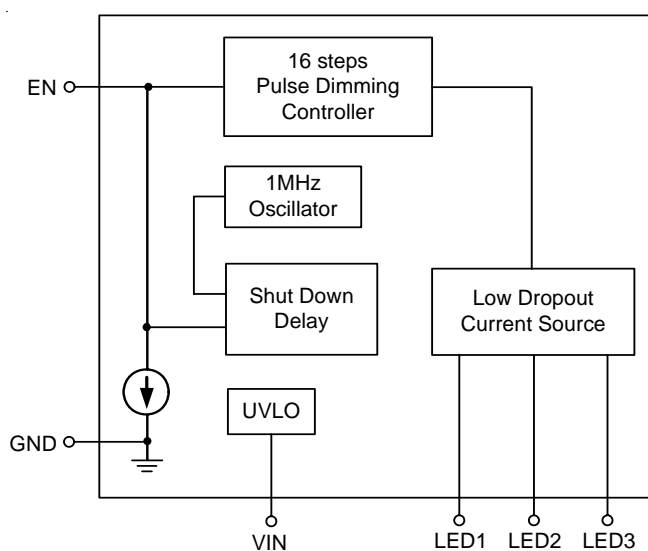 16 steps
Pulse Dimming
Controller
EN
1MHz
Oscillator
Shut Down
Delay
Low Dropout
Current Source
UVLO
GND
VIN
LED1
LED2
LED3